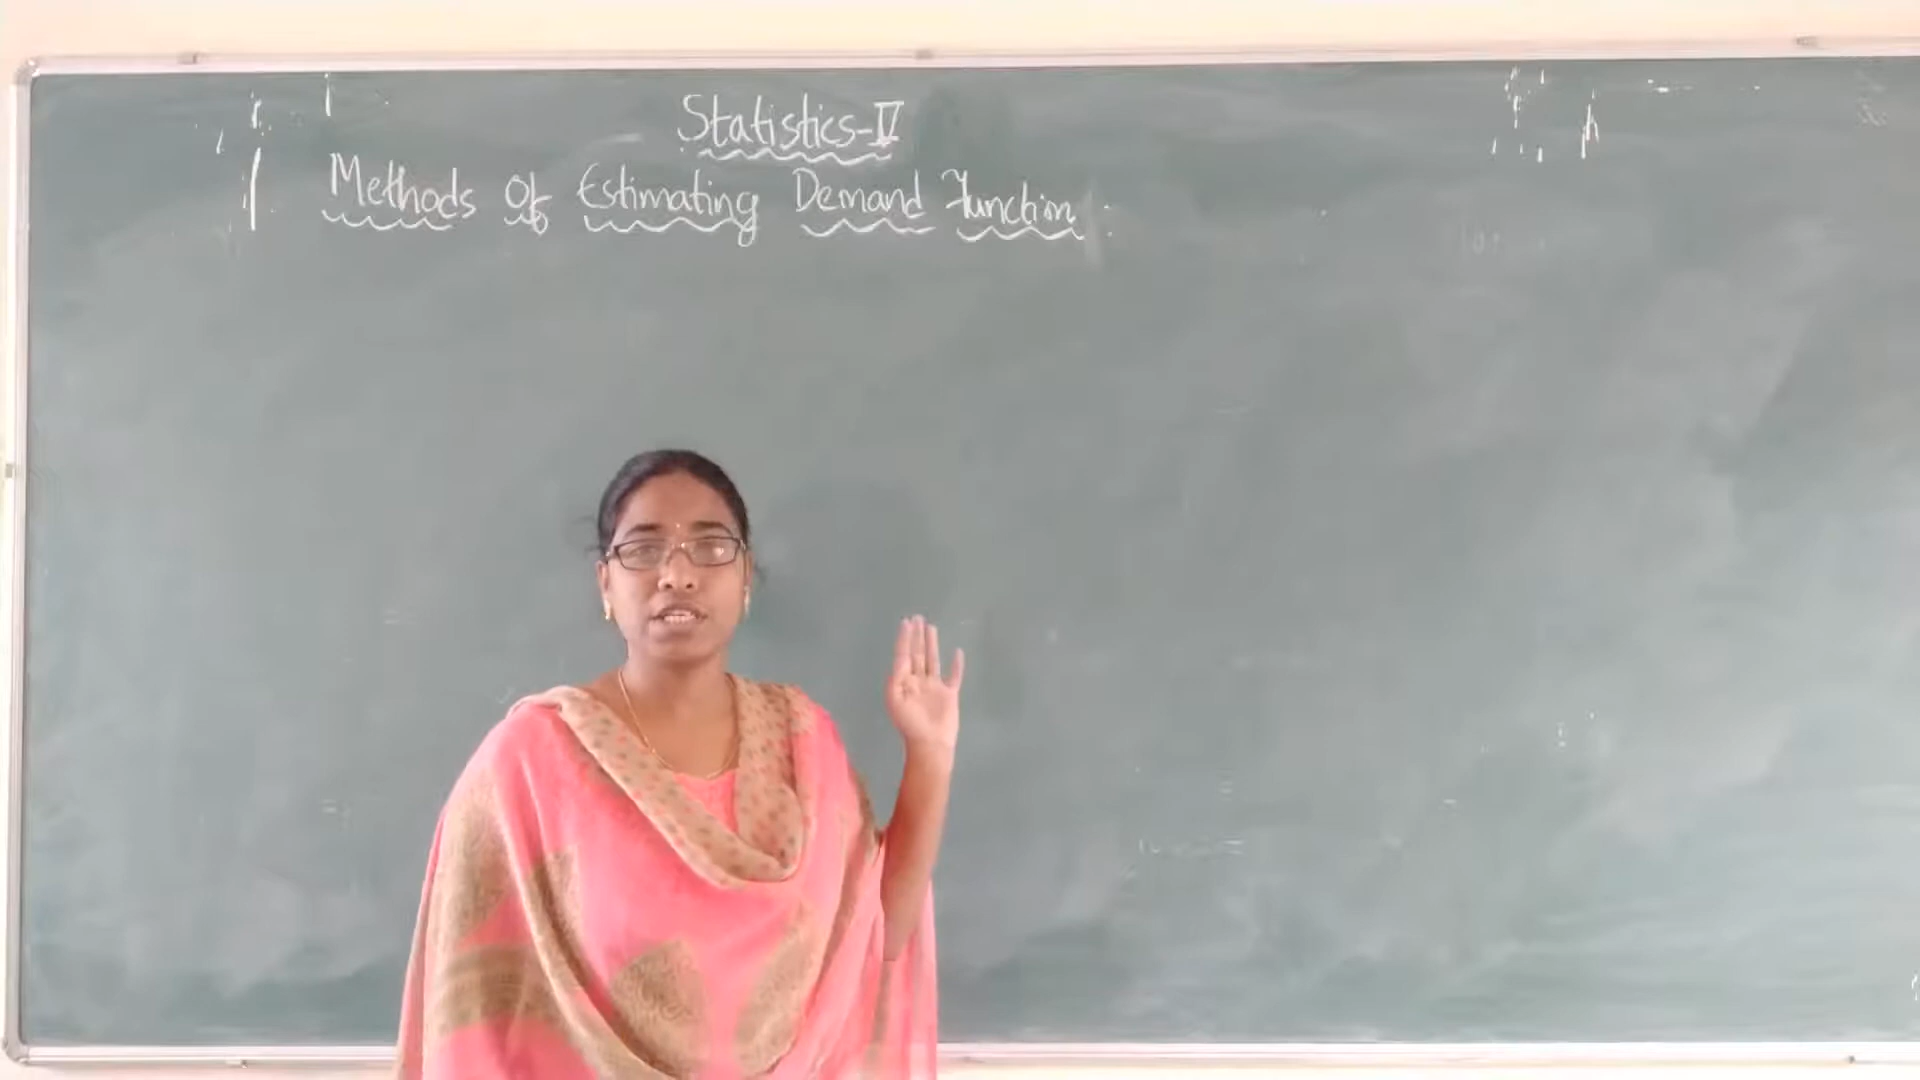 Statistics-IV
Methods Of Estimating Demand Function :